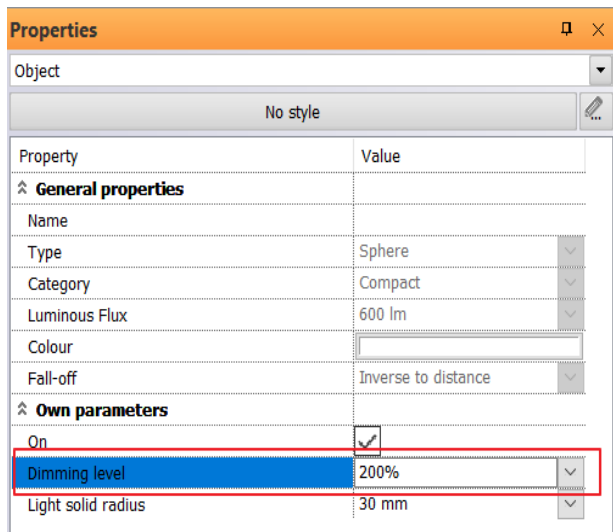 Properties
Object
No style
Property Value
General properties
Name
Type Sphere
Category Compact
Luminous Flux 600 lm
Colour
Fall-off Inverse to distance
Own parameters
On
Dimming level 200%
Light solid radius 30 mm